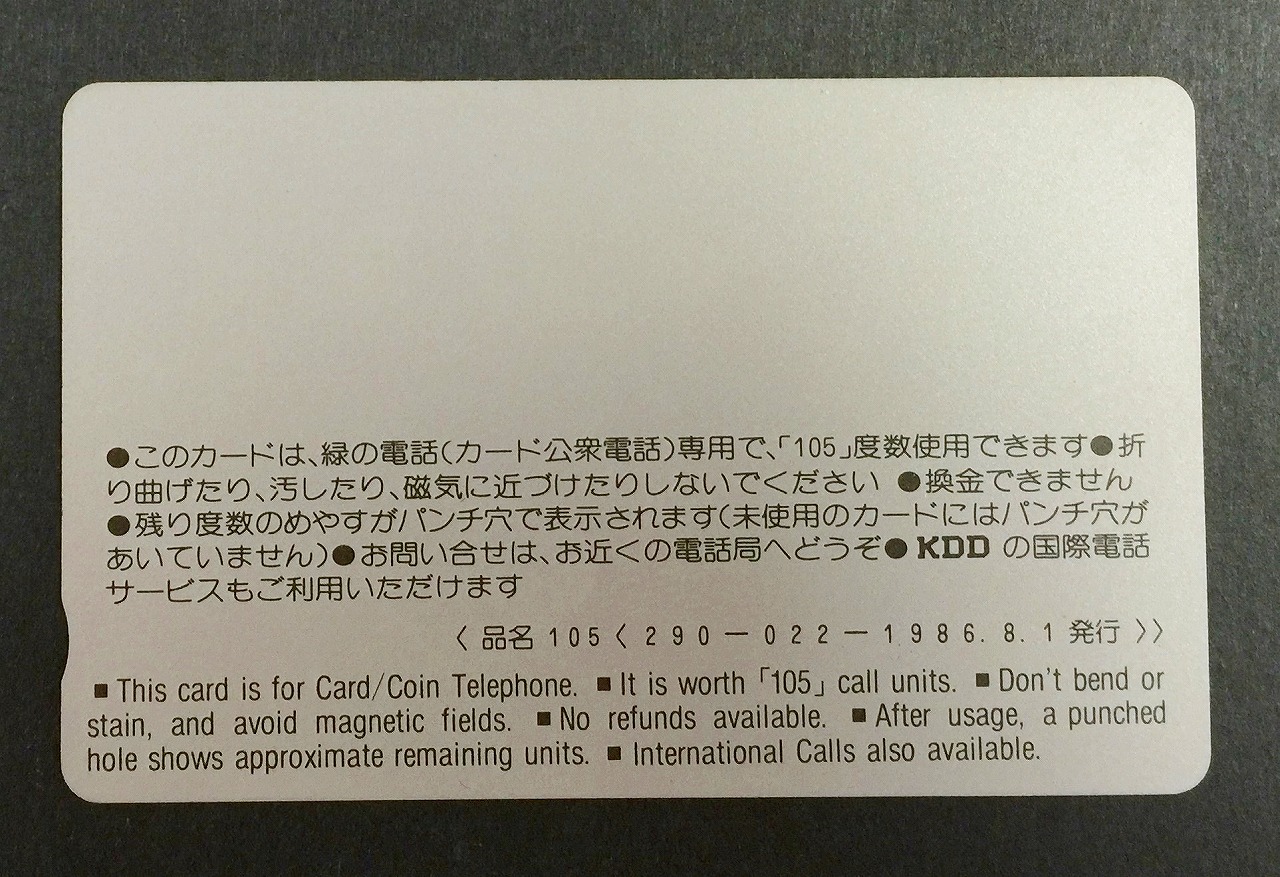 ●このカードは、緑の電話(カード公衆電話)専用で、「105」度数使用できます●折
り曲げたり、汚したり、磁気に近づけたりしないでください ●換金できません
●残り度数のめやすがパンチ穴で表示されます(未使用のカードにはパンチ穴が
あいていません)●お問い合せは、お近くの電話局へどうぞ●KDD の国際電話
サービスもご利用いただけます
〈 品名 105〈 290－022－1986.8.1 発行 〉〉
■This card is for Card/Coin Telephone. ■It is worth「105」call units. ■Don't bend or
stain, and avoid magnetic fields. ■No refunds available. ■After usage, a punched
hole shows approximate remaining units. ■International Calls also available.